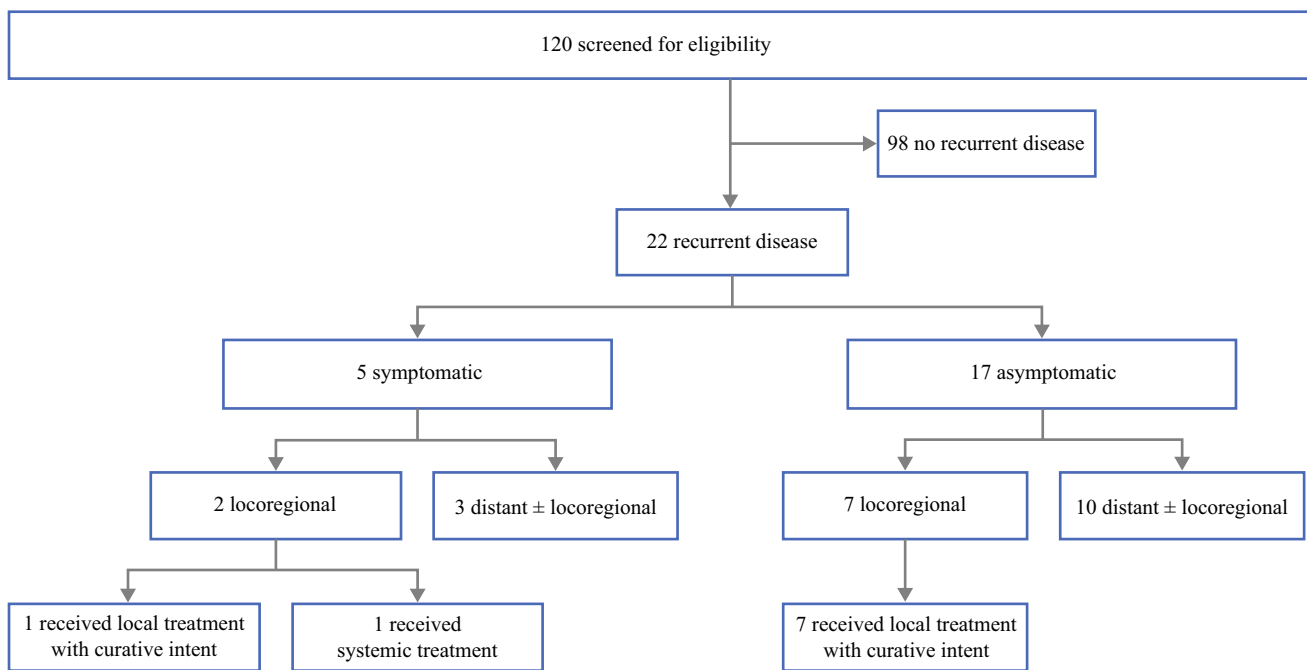 120 screened for eligibility
98 no recurrent disease
22 recurrent disease
5 symptomatic
17 asymptomatic
2 locoregional
3 distant ± locoregional
7 locoregional
10 distant ± locoregional
1 received local treatment
with curative intent
1 received
systemic treatment
7 received local treatment
with curative intent